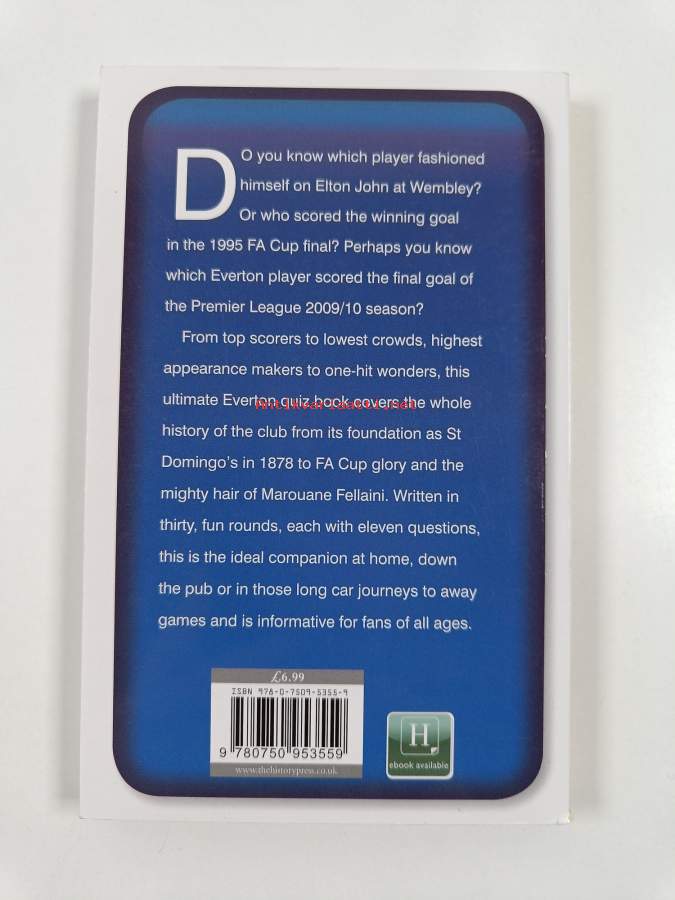 DO you know which player fashioned
himself on Elton John at Wembley?
Or who scored the winning goal
in the 1995 FA Cup final? Perhaps you know
which Everton player scored the final goal of
the Premier League 2009/10 season?
From top scorers to lowest crowds, highest
appearance makers to one-hit wonders, this
ultimate Everton quiz book covers the whole
Antikvariaatti.net
history of the club from its foundation as St
Domingo's in 1878 to FA Cup glory and the
mighty hair of Marouane Fellaini. Written in
thirty, fun rounds, each with eleven questions,
this is the ideal companion at home, down
the pub or in those long car journeys to away
games and is informative for fans of all ages.
£6.99
ISBN 978-0-7509-5355-9
9 780750 953559
www.thehistorypress.co.uk
H
ebook available